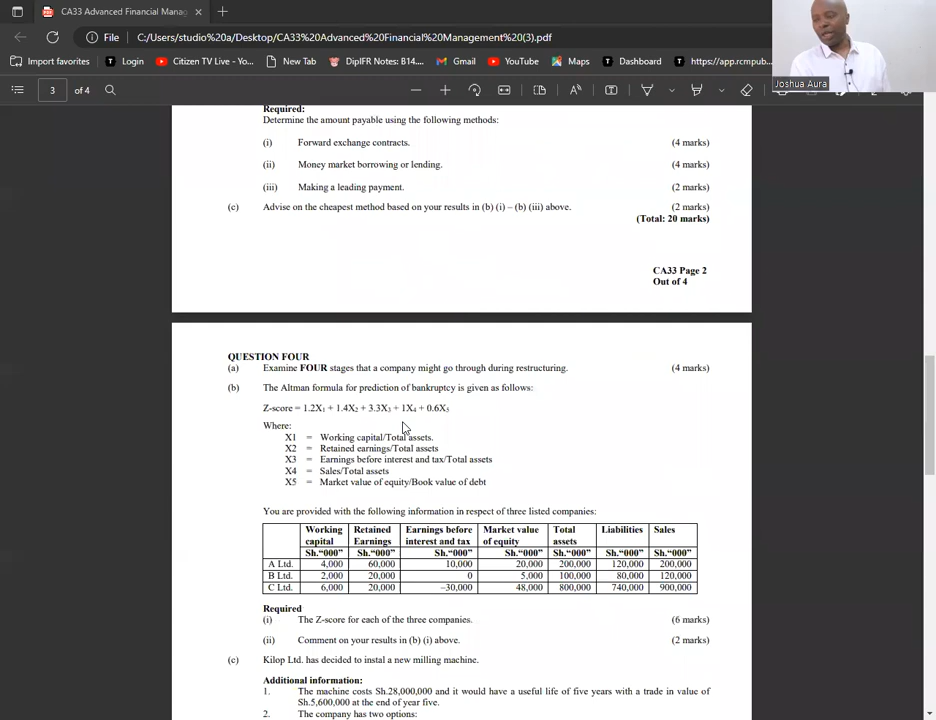 CA33 Advanced Financial Manag
File
C:/Users/studio%20a/Desktop/CA33%20Advanced%20Financial%20Management%20(3).pdf
Import favorites
Login
Citizen TV Live - Yo...
New Tab
DipIFR Notes: B14....
Gmail
YouTube
Maps
Dashboard
https://app.rcmpub...
3 of 4
Joshua Aura
Required:
Determine the amount payable using the following methods:
(i) Forward exchange contracts. (4 marks)
(ii) Money market borrowing or lending. (4 marks)
(iii) Making a leading payment. (2 marks)
(c) Advise on the cheapest method based on your results in (b) (i) – (b) (iii) above. (2 marks)
(Total: 20 marks)
CA33 Page 2
Out of 4
QUESTION FOUR
(a) Examine FOUR stages that a company might go through during restructuring. (4 marks)
(b) The Altman formula for prediction of bankruptcy is given as follows:
Z-score = 1.2X1 + 1.4X2 + 3.3X3 + 1X4 + 0.6X5
Where:
X1 = Working capital/Total assets.
X2 = Retained earnings/Total assets
X3 = Earnings before interest and tax/Total assets
X4 = Sales/Total assets
X5 = Market value of equity/Book value of debt
You are provided with the following information in respect of three listed companies:
Working capital Retained Earnings Earnings before interest and tax Market value of equity Total assets Liabilities Sales
Sh."000" Sh."000" Sh."000" Sh."000" Sh."000" Sh."000" Sh."000"
A Ltd. 4,000 60,000 10,000 20,000 200,000 120,000 200,000
B Ltd. 2,000 20,000 0 5,000 100,000 80,000 120,000
C Ltd. 6,000 20,000 –30,000 48,000 800,000 740,000 900,000
Required
(i) The Z-score for each of the three companies. (6 marks)
(ii) Comment on your results in (b) (i) above. (2 marks)
(c) Kilop Ltd. has decided to instal a new milling machine.
Additional information:
1. The machine costs Sh.28,000,000 and it would have a useful life of five years with a trade in value of
Sh.5,600,000 at the end of year five.
2. The company has two options: